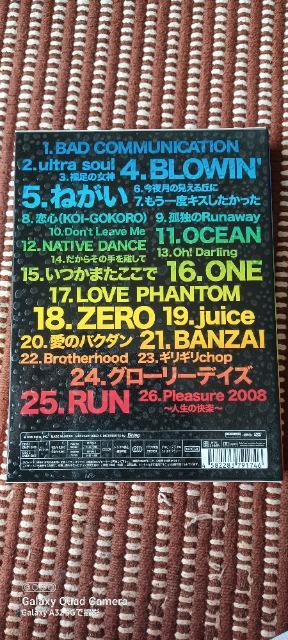 1. BAD COMMUNICATION
2. ultra soul 4. BLOWIN'
3. 裸足の女神
5. ねがい 6. 今夜月の見える丘に
7. もう一度キスしたかった
8. 恋心(KOI-GOKORO) 9. 孤独のRunaway
10. Don't Leave Me 11. OCEAN
12. NATIVE DANCE 13. Oh! Darling
14. だからその手を離して
15. いつかまたここで 16. ONE
17. LOVE PHANTOM
18. ZERO 19. juice
20. 愛のバクダン 21. BANZAI
22. Brotherhood 23. ギリギリchop
24. グローリーデイズ
25. RUN 26. Pleasure 2008
~人生の快楽~
Galaxy Quad Camera
Galaxy A32 5Gで撮影